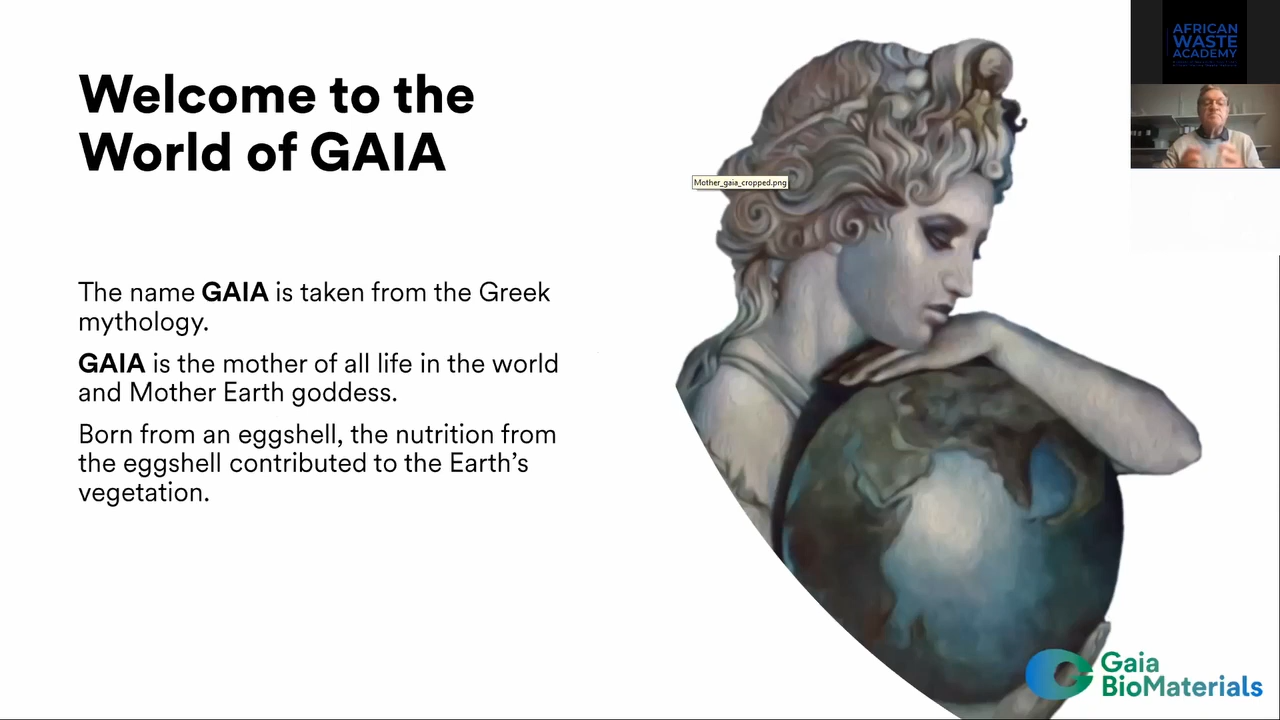 Welcome to the
World of GAIA
The name GAIA is taken from the Greek
mythology.
GAIA is the mother of all life in the world
and Mother Earth goddess.
Born from an eggshell, the nutrition from
the eggshell contributed to the Earth’s
vegetation.
Mother_gaia_cropped.png
AFRICAN
WASTE
ACADEMY
Gaia
BioMaterials